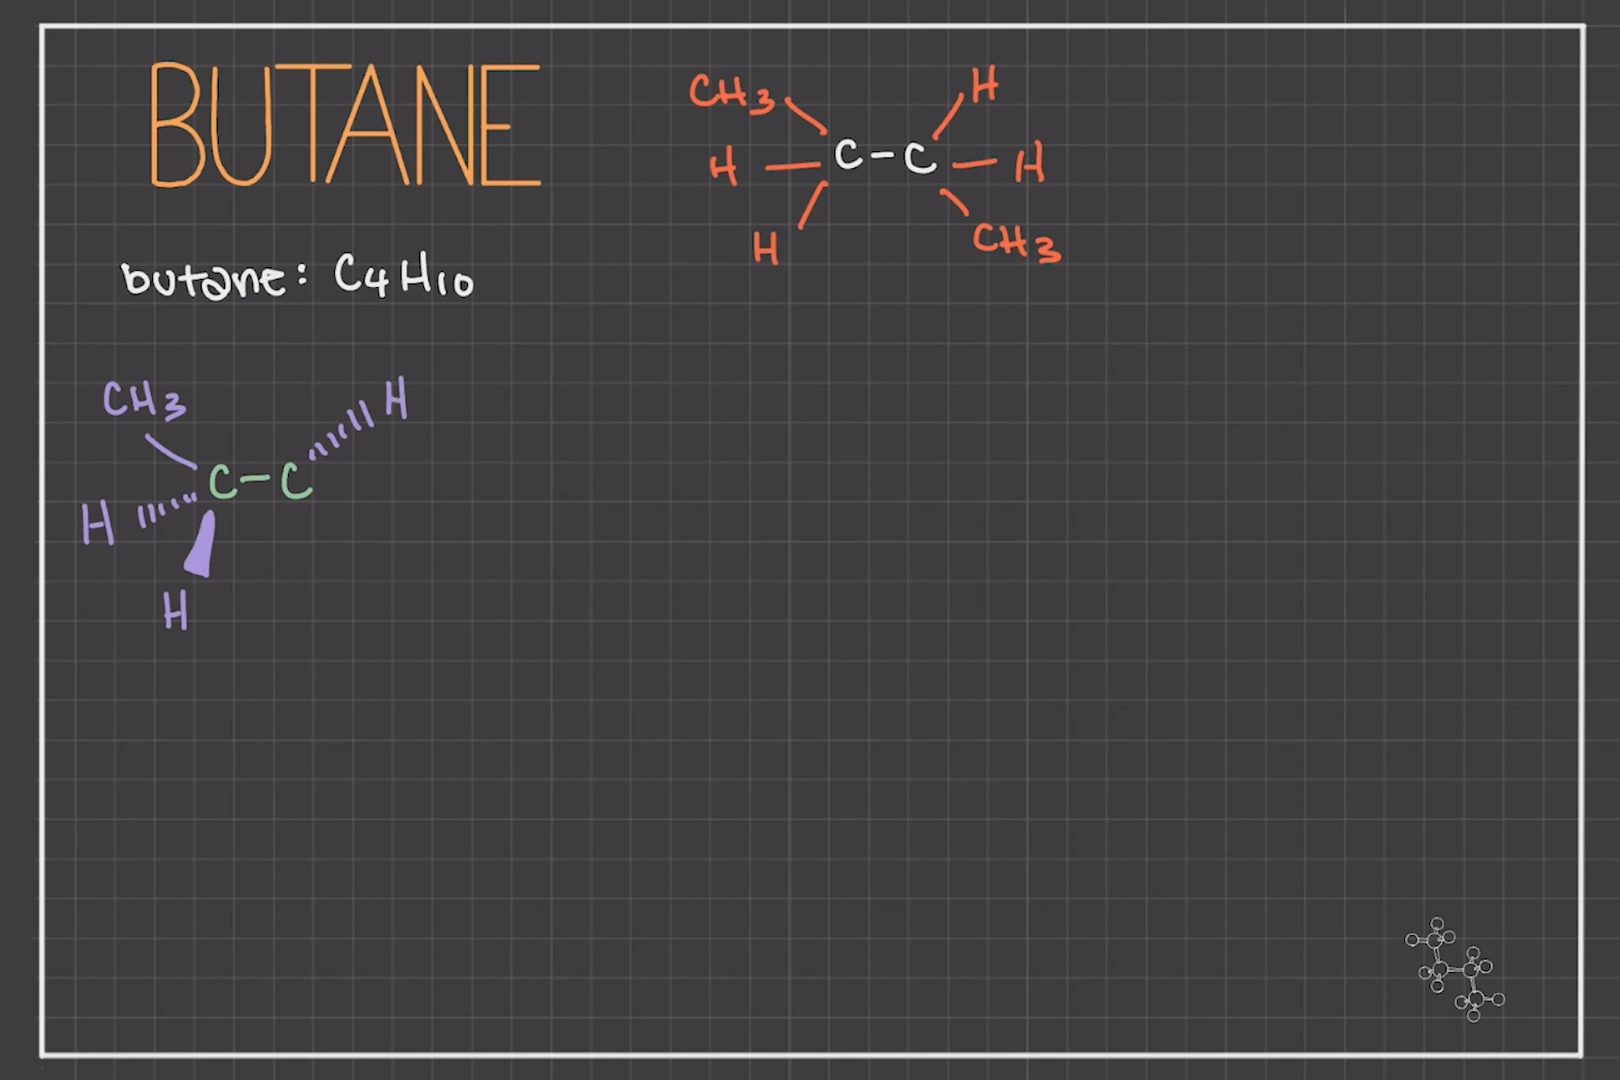 BUTANE
CH3 H
H — C – C — H
H CH3
butane: C4H10
CH3 H
C – C
H
H